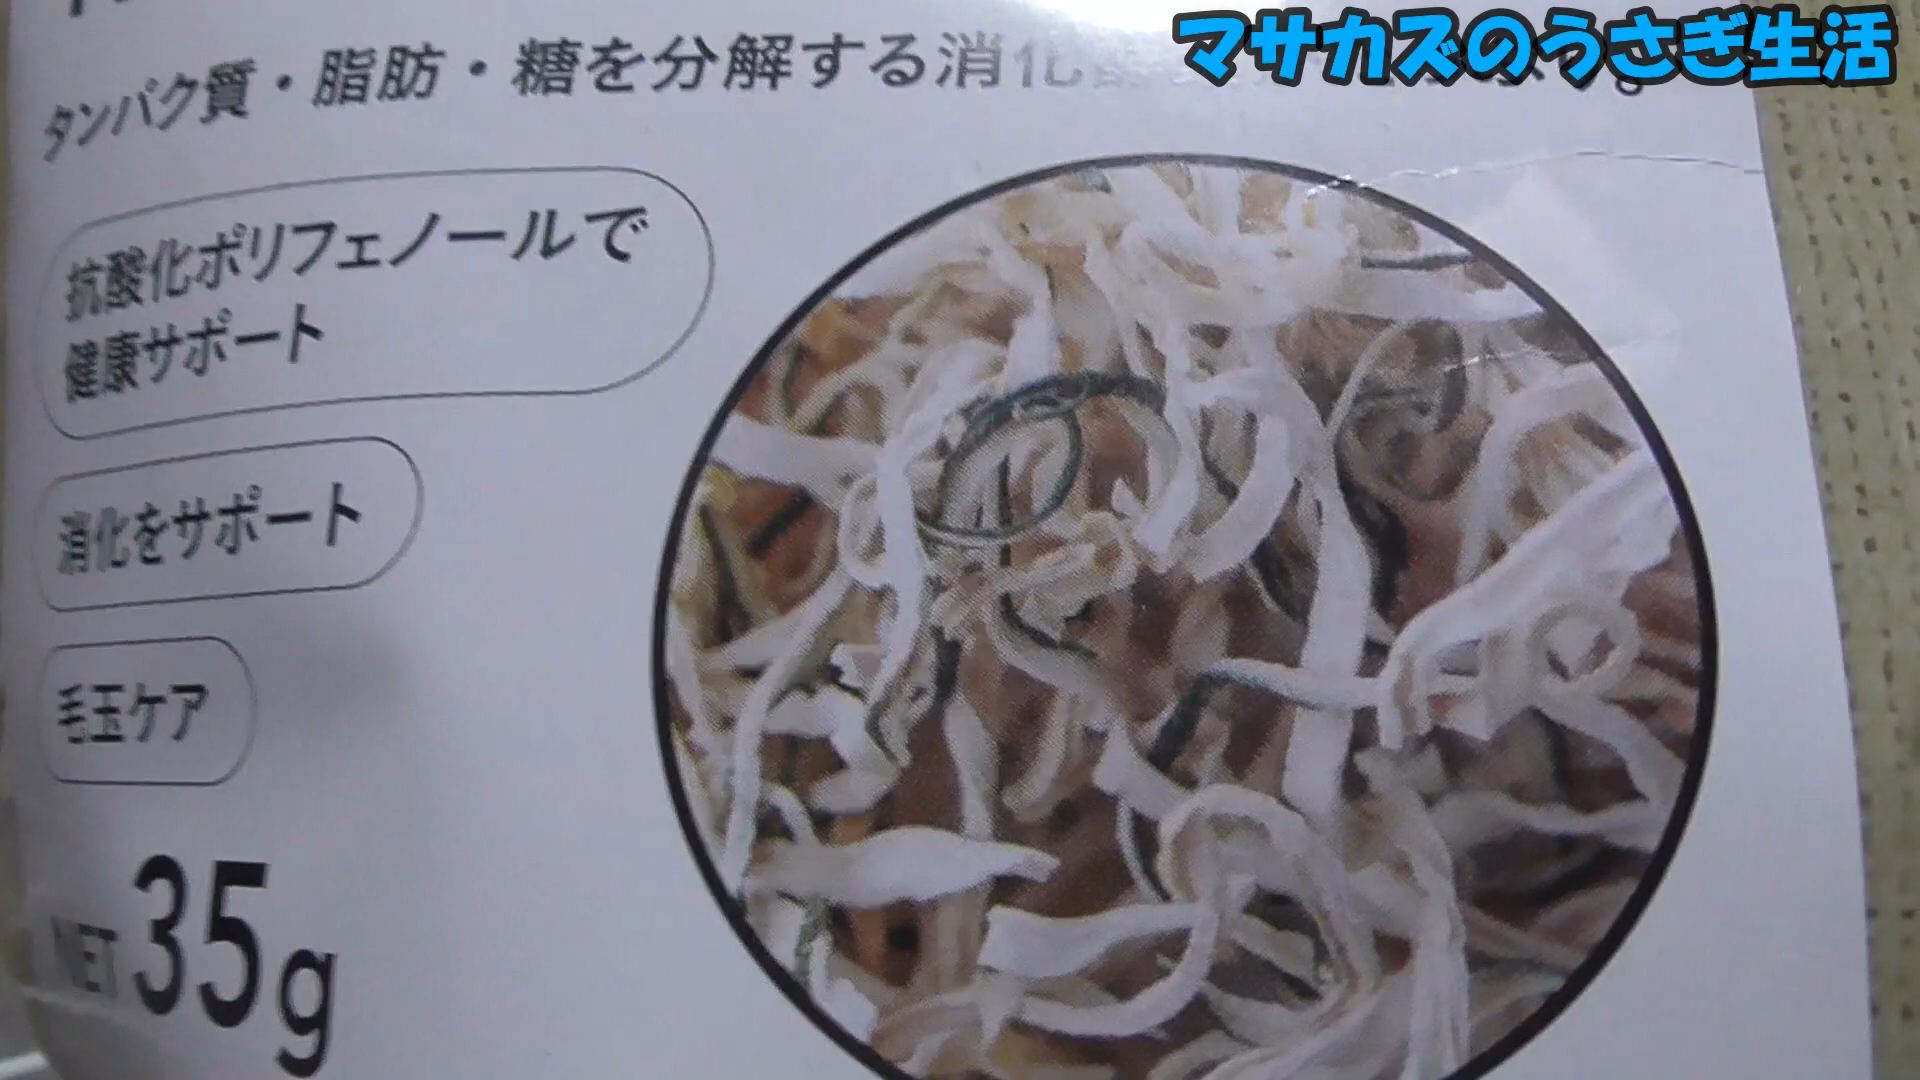 マサカズのうさぎ生活
タンパク質・脂肪・糖を分解する消化
抗酸化ポリフェノールで
健康サポート
消化をサポート
毛玉ケア
NET 35g